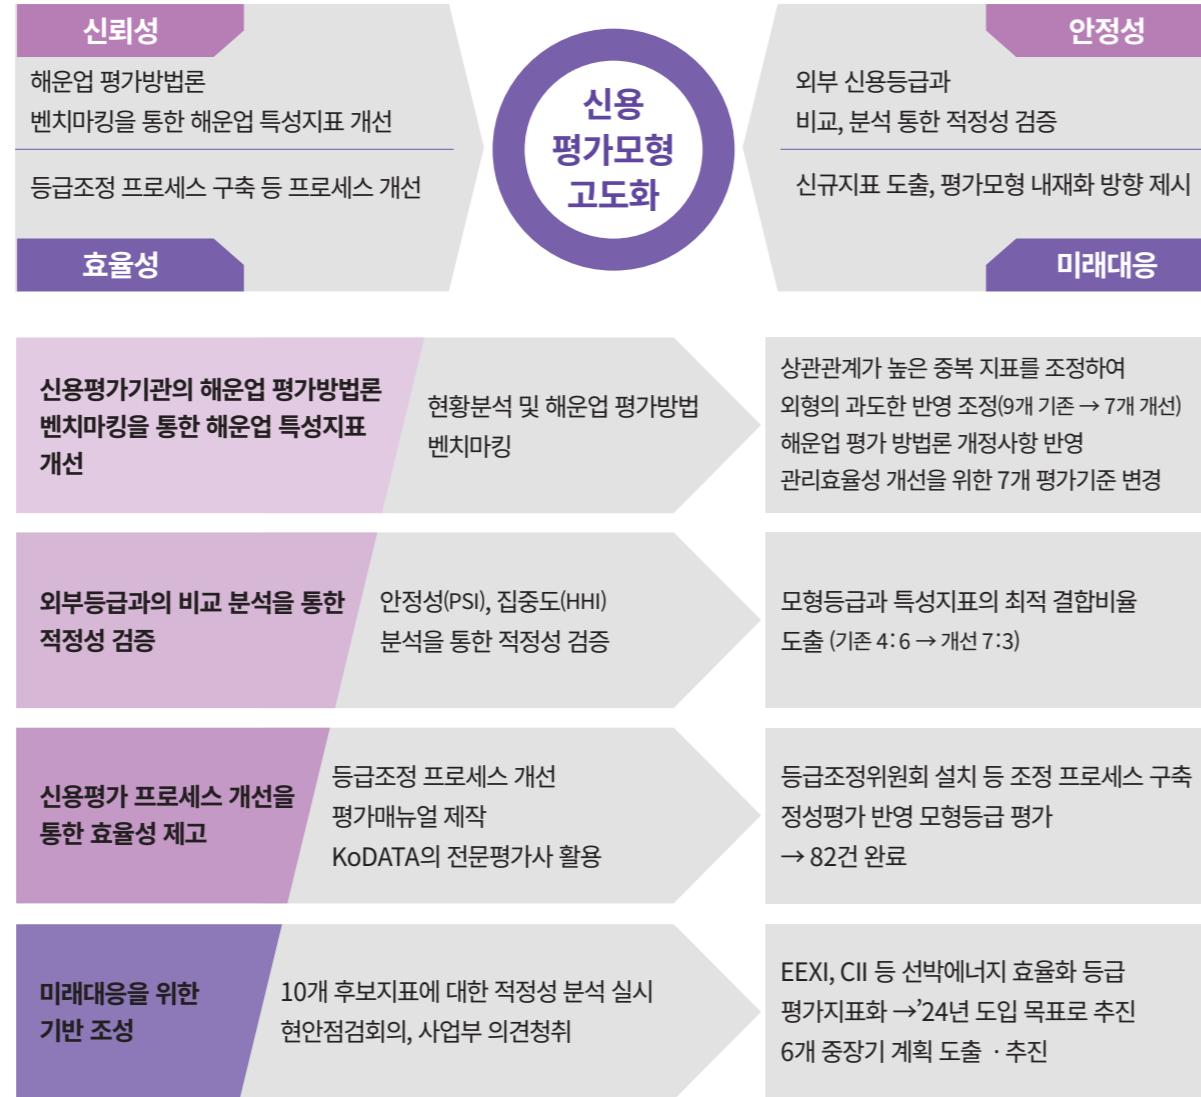 신뢰성
해운업 평가방법론
벤치마킹을 통한 해운업 특성지표 개선
등급조정 프로세스 구축 등 프로세스 개선
효율성
신용
평가모형
고도화
안정성
외부 신용등급과
비교, 분석 통한 적정성 검증
신규지표 도출, 평가모형 내재화 방향 제시
미래대응
신용평가기관의 해운업 평가방법론
벤치마킹을 통한 해운업 특성지표
개선
현황분석 및 해운업 평가방법
벤치마킹
상관관계가 높은 중복 지표를 조정하여
외형의 과도한 반영 조정(9개 기존 → 7개 개선)
해운업 평가 방법론 개정사항 반영
관리효율성 개선을 위한 7개 평가기준 변경
외부등급과의 비교 분석을 통한
적정성 검증
안정성(PSI), 집중도(HHI)
분석을 통한 적정성 검증
모형등급과 특성지표의 최적 결합비율
도출 (기존 4:6 → 개선 7:3)
신용평가 프로세스 개선을
통한 효율성 제고
등급조정 프로세스 개선
평가매뉴얼 제작
KoDATA의 전문평가사 활용
등급조정위원회 설치 등 조정 프로세스 구축
정성평가 반영 모형등급 평가
→ 82건 완료
미래대응을 위한
기반 조성
10개 후보지표에 대한 적정성 분석 실시
현안점검회의, 사업부 의견청취
EEXI, CII 등 선박에너지 효율화 등급
평가지표화 →’24년 도입 목표로 추진
6개 중장기 계획 도출 · 추진